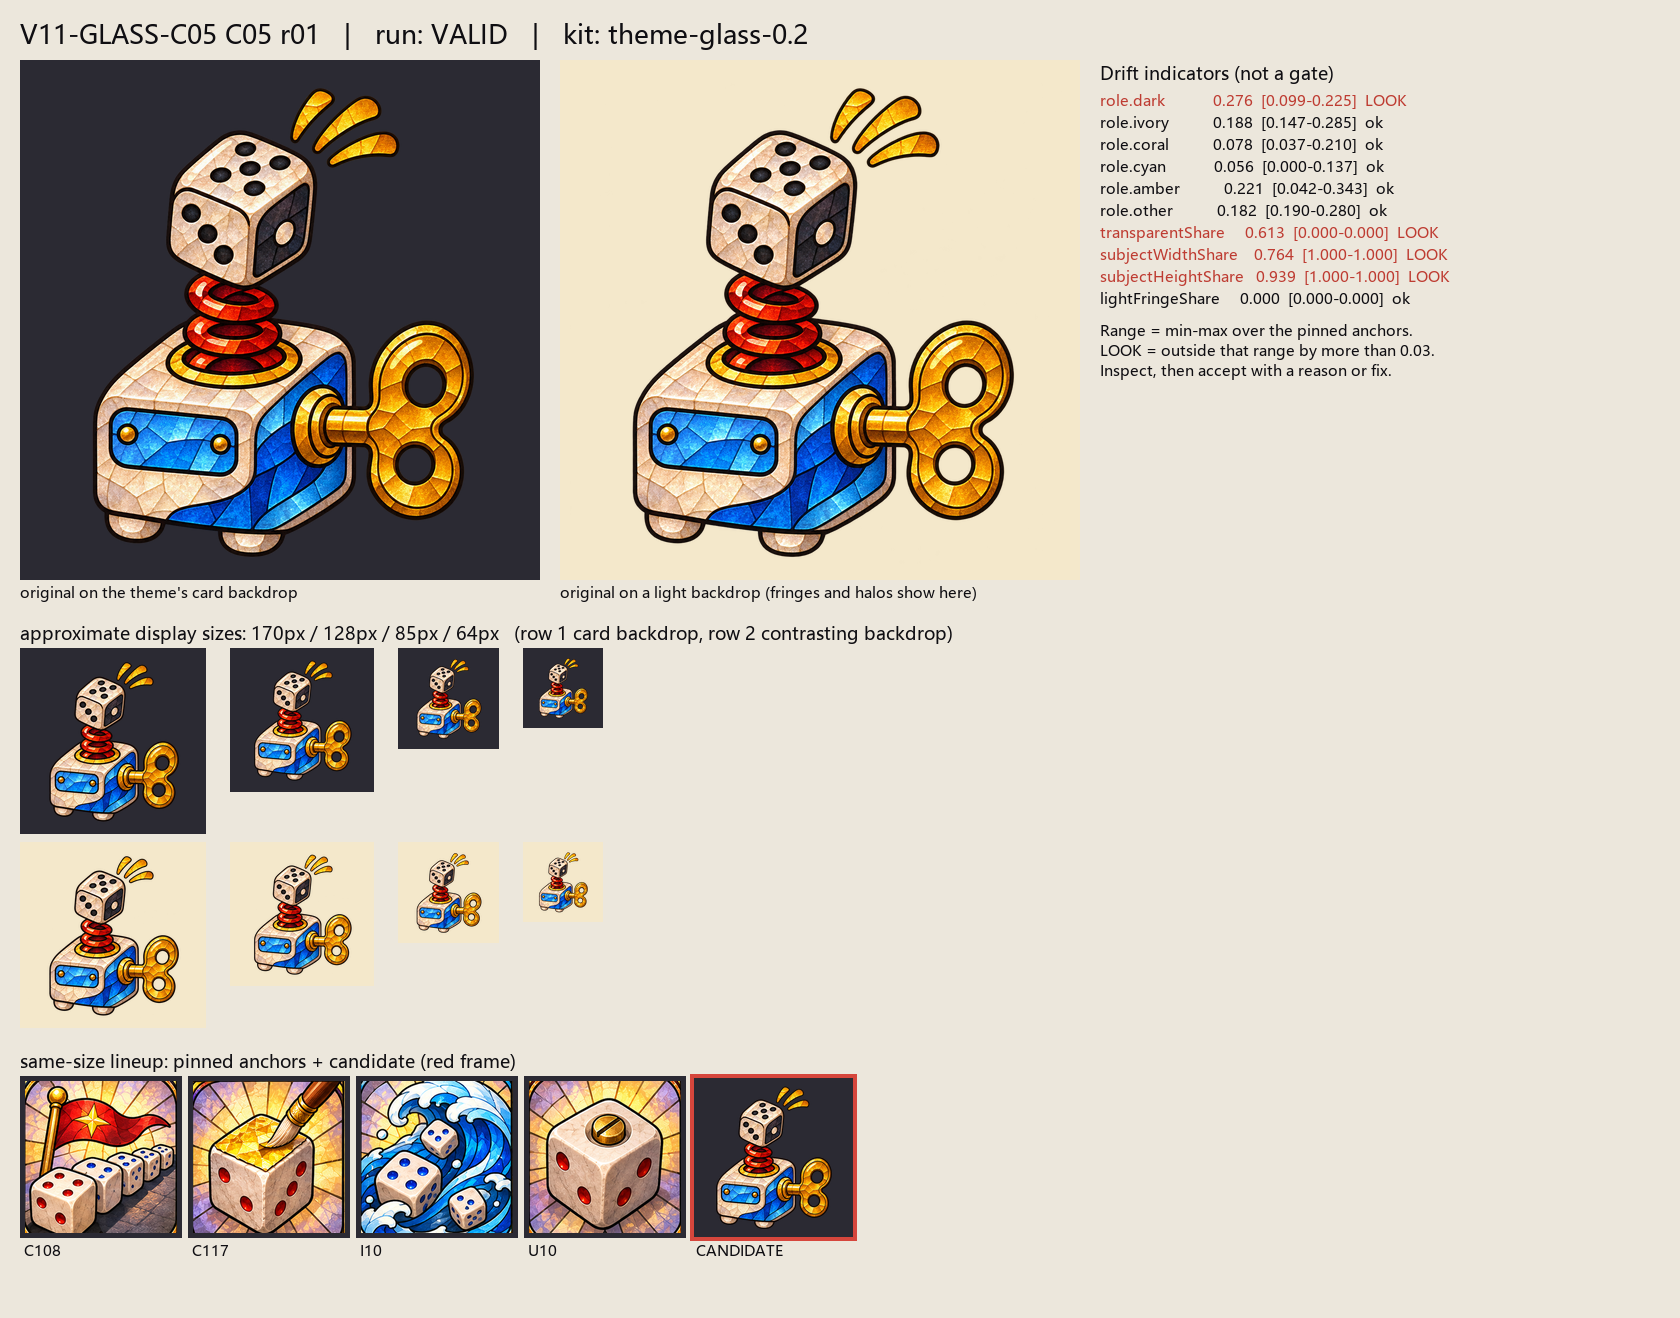 V11-GLASS-C05 C05 r01   |   run: VALID   |   kit: theme-glass-0.2
Drift indicators (not a gate)
role.dark 0.276 [0.099-0.225] LOOK
role.ivory 0.188 [0.147-0.285] ok
role.coral 0.078 [0.037-0.210] ok
role.cyan 0.056 [0.000-0.137] ok
role.amber 0.221 [0.042-0.343] ok
role.other 0.182 [0.190-0.280] ok
transparentShare 0.613 [0.000-0.000] LOOK
subjectWidthShare 0.764 [1.000-1.000] LOOK
subjectHeightShare 0.939 [1.000-1.000] LOOK
lightFringeShare 0.000 [0.000-0.000] ok
Range = min-max over the pinned anchors.
LOOK = outside that range by more than 0.03.
Inspect, then accept with a reason or fix.
original on the theme's card backdrop
original on a light backdrop (fringes and halos show here)
approximate display sizes: 170px / 128px / 85px / 64px   (row 1 card backdrop, row 2 contrasting backdrop)
same-size lineup: pinned anchors + candidate (red frame)
C108
C117
I10
U10
CANDIDATE